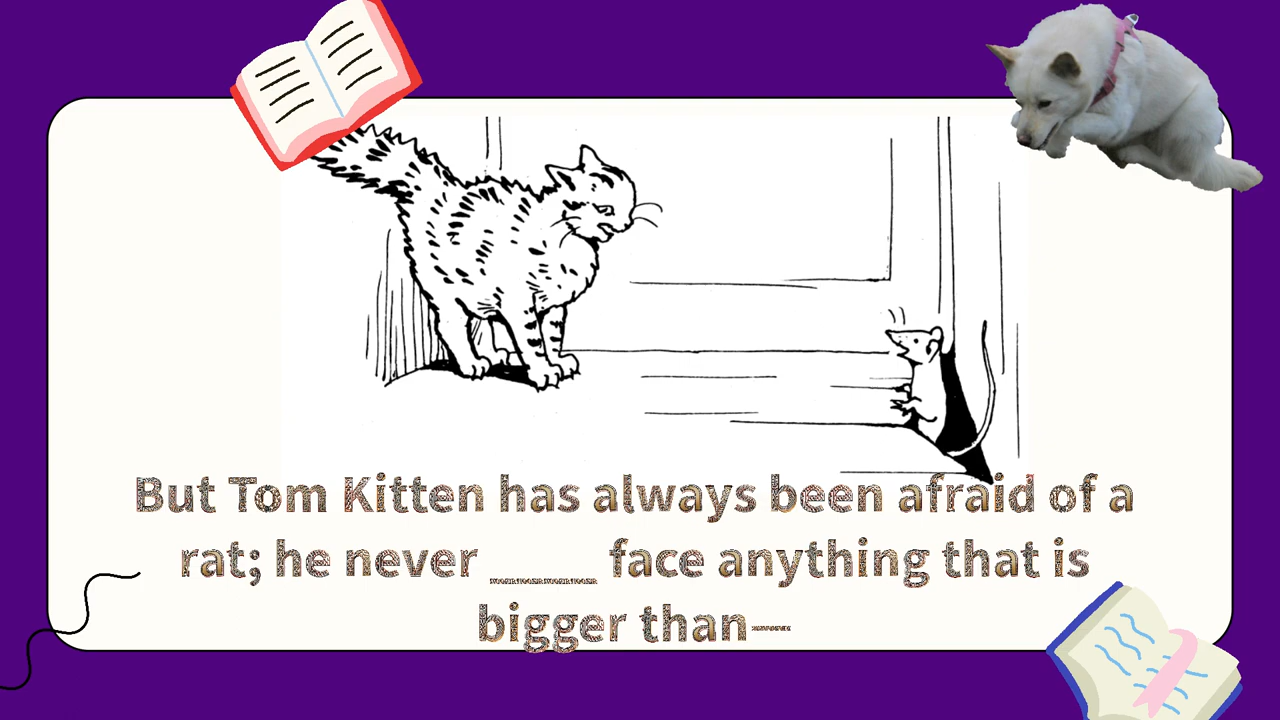 But Tom Kitten has always been afraid of a
rat; he never ____ face anything that is
bigger than—